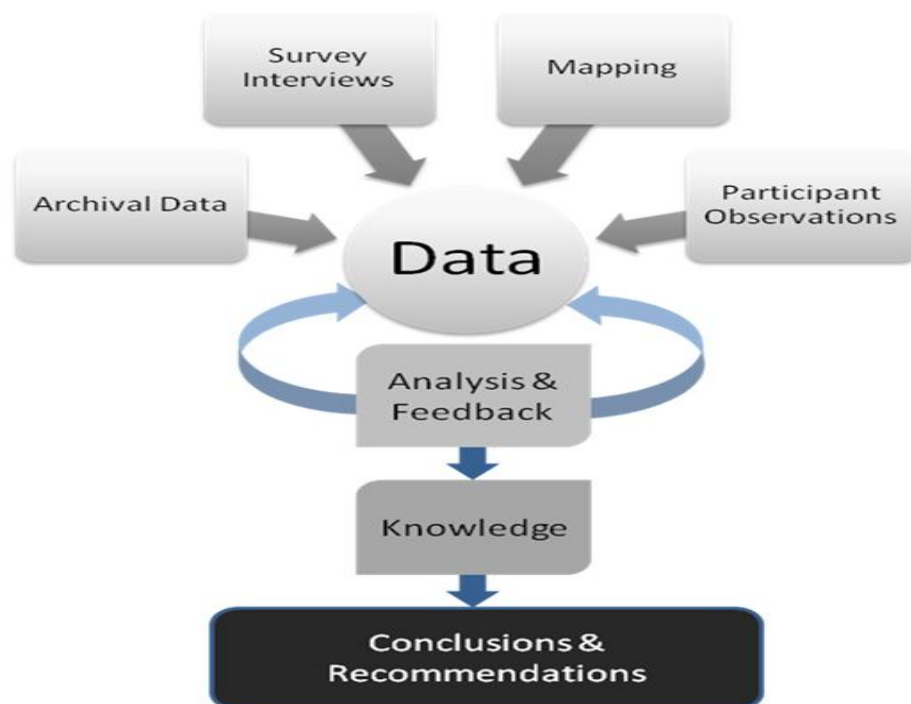 Survey
Interviews
Mapping
Archival Data
Participant
Observations
Data
Analysis &
Feedback
Knowledge
Conclusions &
Recommendations